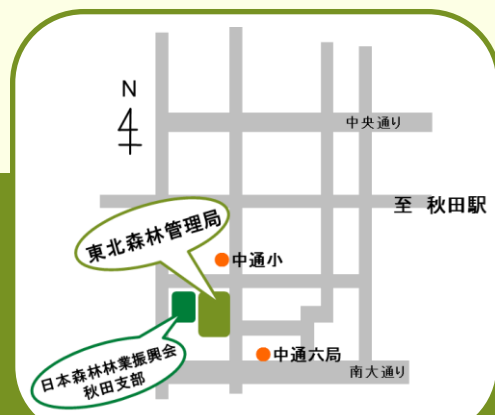 N
中央通り
至 秋田駅
東北森林管理局
中通小
日本森林林業振興会
秋田支部
中通六局
南大通り